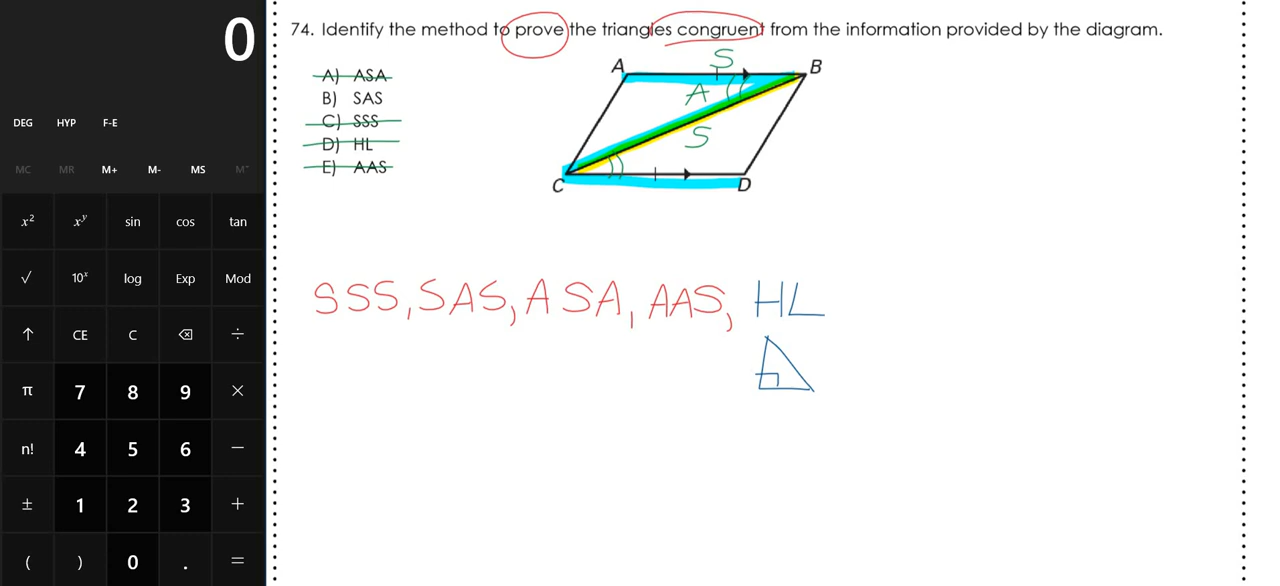 0
DEG HYP F-E
MC MR M+ M- MS M˅
x² xʸ sin cos tan
√ 10ˣ log Exp Mod
↑ CE C ⌫ ÷
π 7 8 9 ×
n! 4 5 6 −
± 1 2 3 +
( ) 0 . =
74. Identify the method to prove the triangles congruent from the information provided by the diagram.
A) ASA
B) SAS
C) SSS
D) HL
E) AAS
S
A B
A
S
C D
SSS, SAS, ASA, AAS, HL